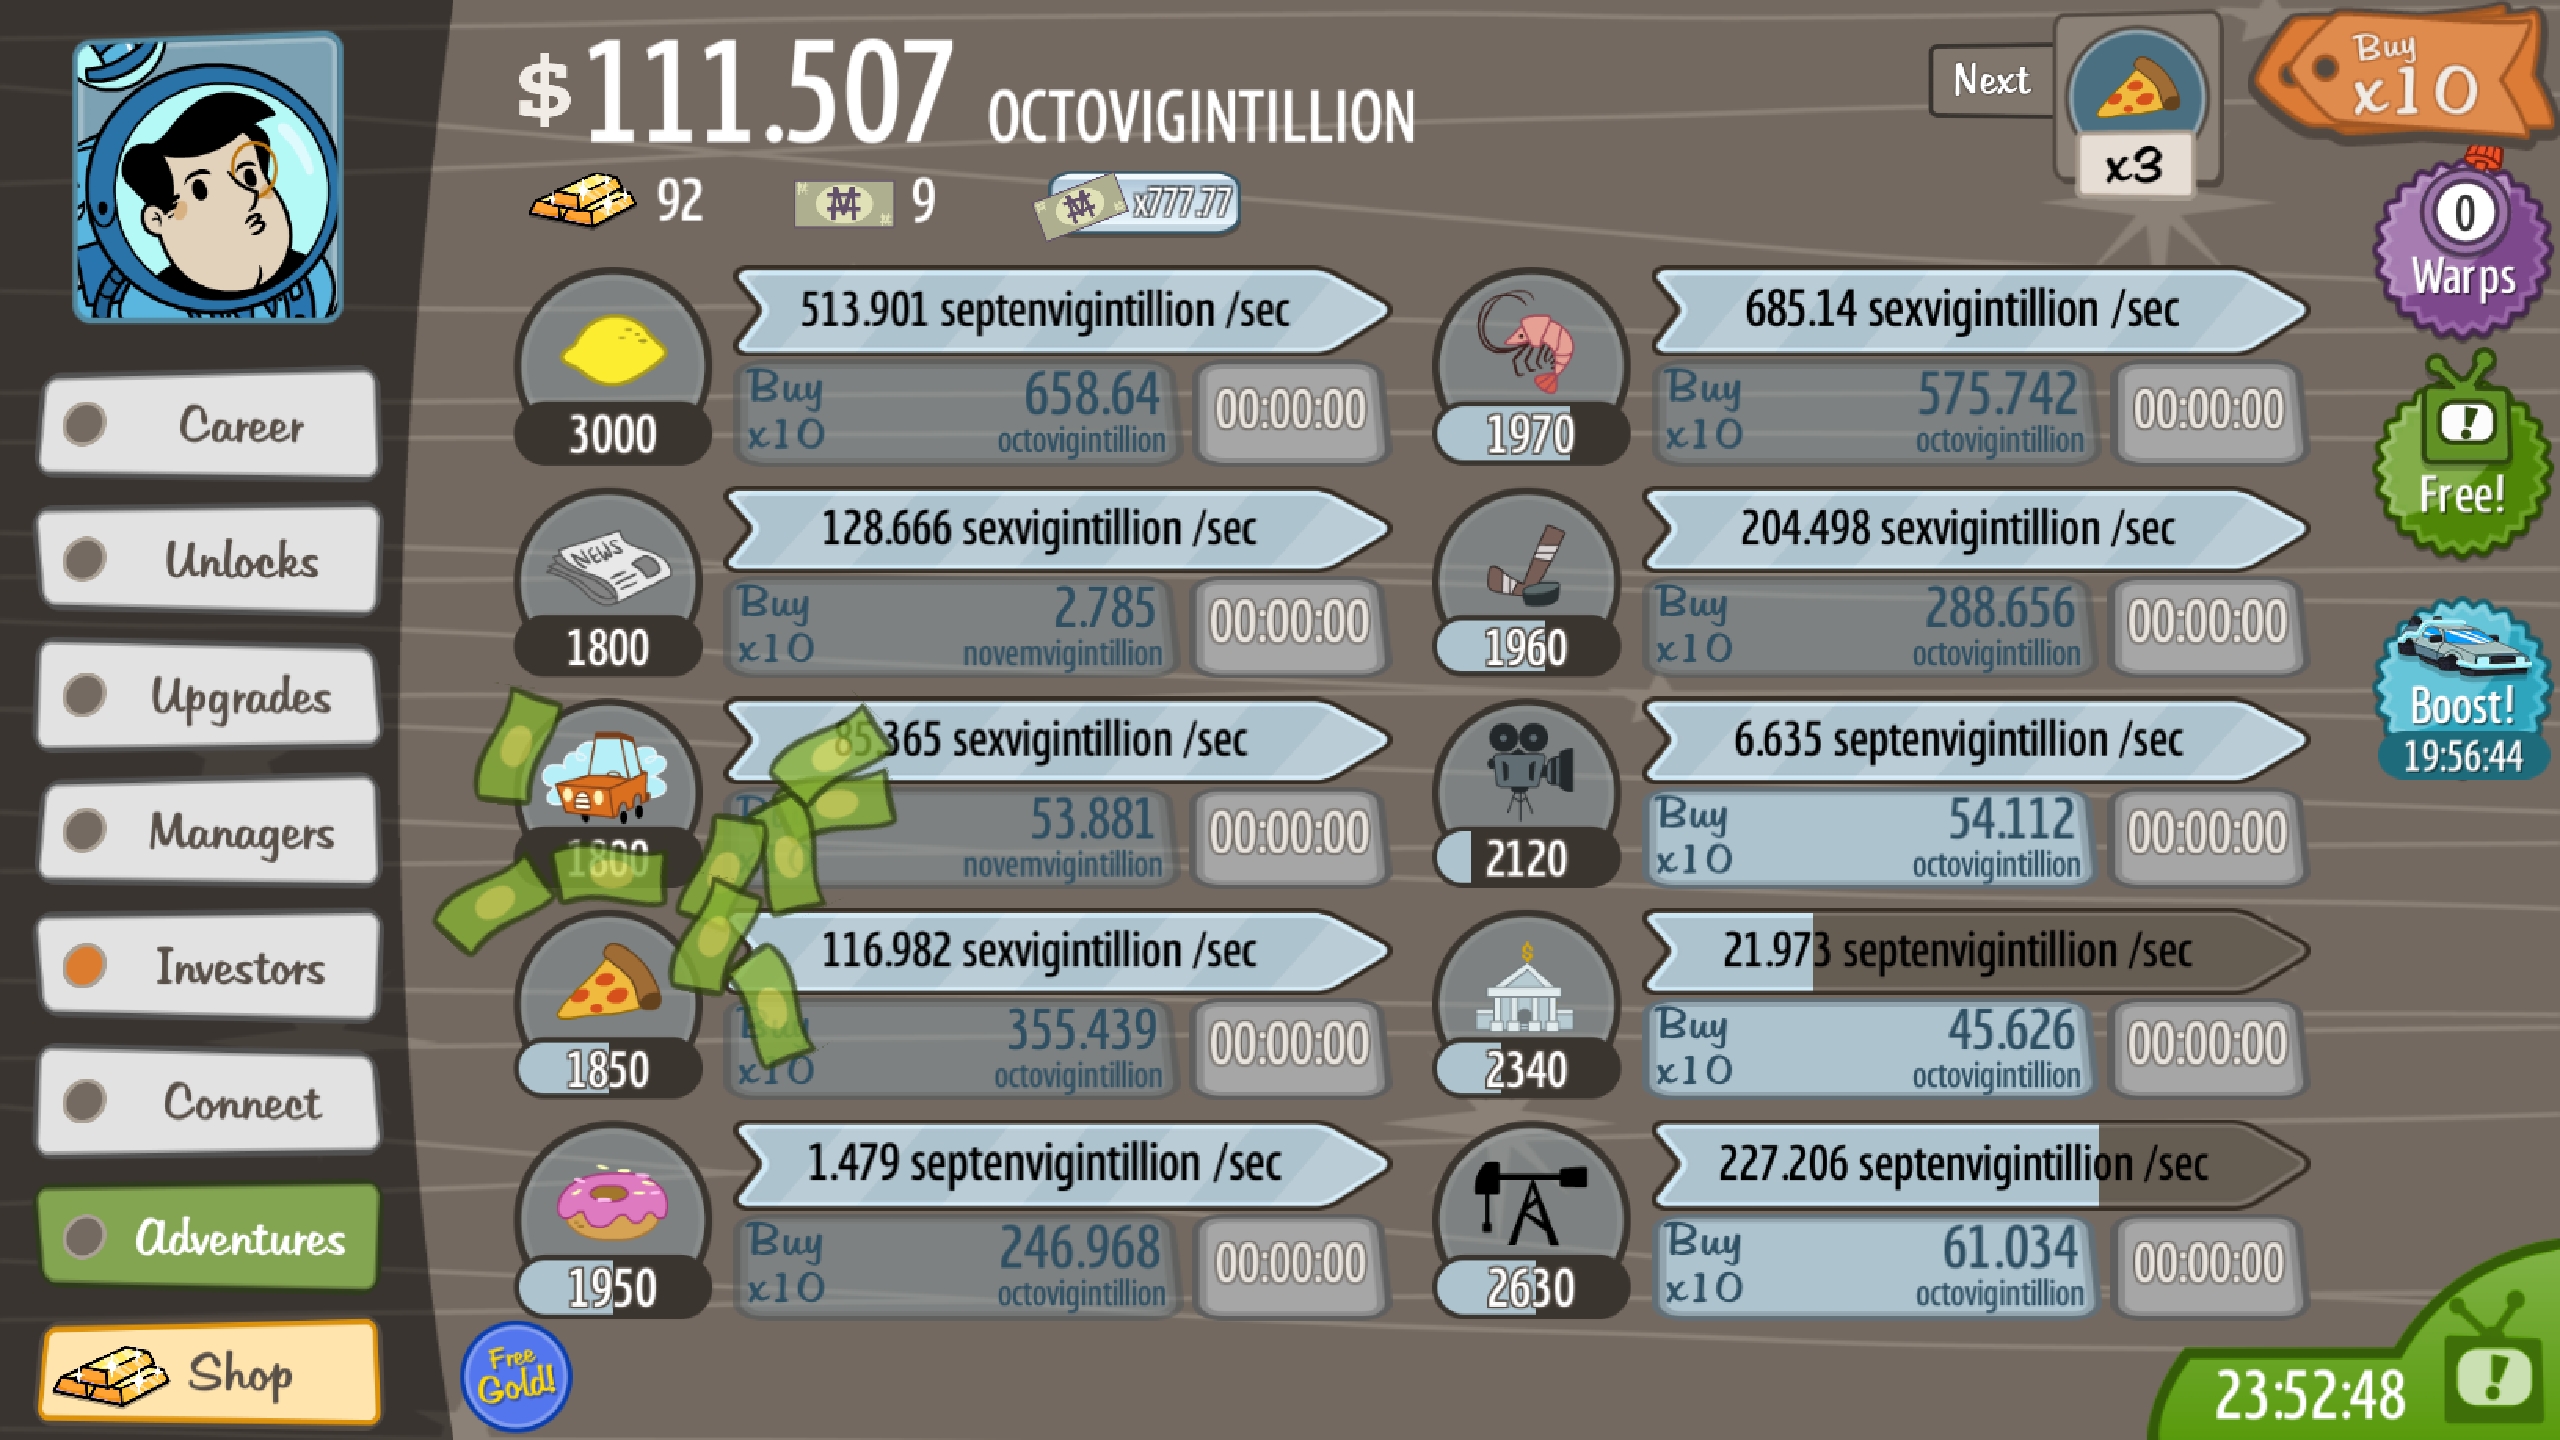 $111.507 OCTOVIGINTILLION
92
9
x777.77
Next
x3
Buy
x10
0
Warps
Free!
Boost!
19:56:44
Career
Unlocks
Upgrades
Managers
Investors
Connect
Adventures
Shop
513.901 septenvigintillion /sec
3000
Buy
x10
658.64
octovigintillion
00:00:00
NEWS
128.666 sexvigintillion /sec
1800
Buy
x10
2.785
novemvigintillion
00:00:00
85.365 sexvigintillion /sec
1800
53.881
novemvigintillion
00:00:00
116.982 sexvigintillion /sec
1850
Buy
x10
355.439
octovigintillion
00:00:00
1.479 septenvigintillion /sec
1950
Buy
x10
246.968
octovigintillion
00:00:00
685.14 sexvigintillion /sec
1970
Buy
x10
575.742
octovigintillion
00:00:00
204.498 sexvigintillion /sec
1960
Buy
x10
288.656
octovigintillion
00:00:00
6.635 septenvigintillion /sec
2120
Buy
x10
54.112
octovigintillion
00:00:00
$
21.973 septenvigintillion /sec
2340
Buy
x10
45.626
octovigintillion
00:00:00
227.206 septenvigintillion /sec
2630
Buy
x10
61.034
octovigintillion
00:00:00
Free
Gold!
23:52:48